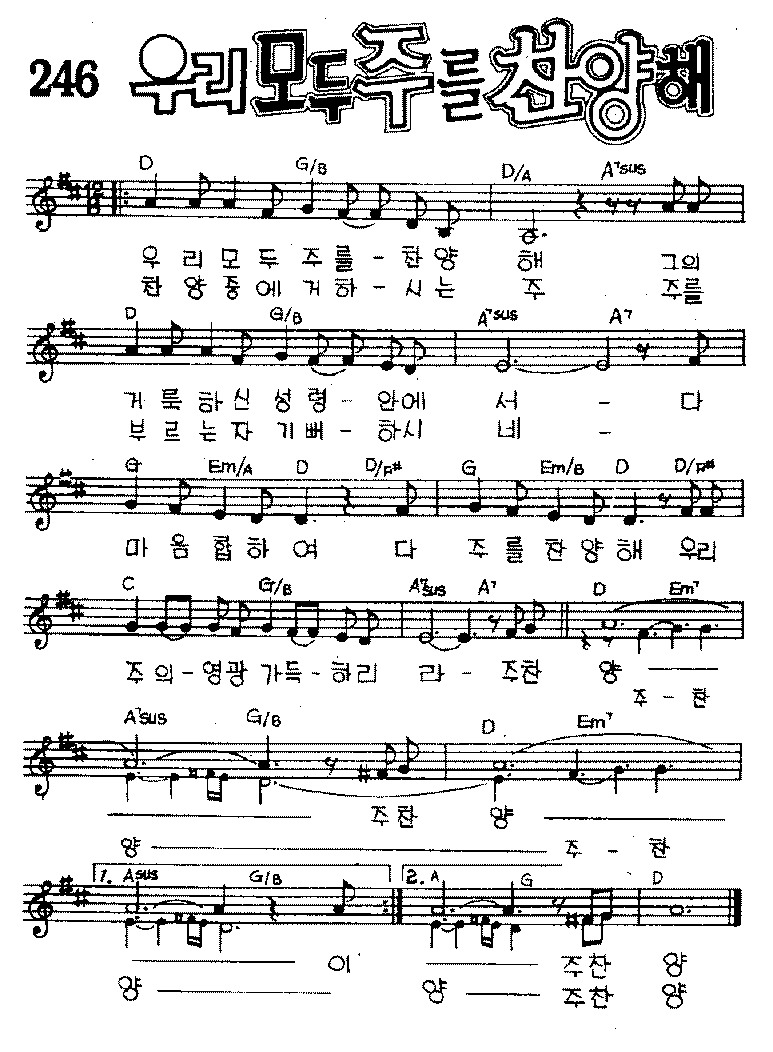 246 우리모두주를찬양해
D G/B D/A A⁷sus
우 리 모 두 주 를 - 찬 양 해 그의
찬 양 중 에 거 하 - 시 는 주 주를
D G/B A⁷sus A⁷
거 룩 하 신 성 령 - 안에 서 - 다
부 르 는 자 기 뻐 - 하시 네 -
G Em/A D D/F# G Em/B D D/F#
마 음 합 하 여 다 주 를 찬 양 해 우리
C G/B A⁷sus A⁷ D Em⁷
주 의 - 영광 가 득 - 하 리 라 - 주찬 양
주 - 찬
A⁷sus G/B D Em⁷
주 찬 양
양 주 - 찬
1. Asus G/B 2. A G D
이 주찬 양
양 양 주찬 양